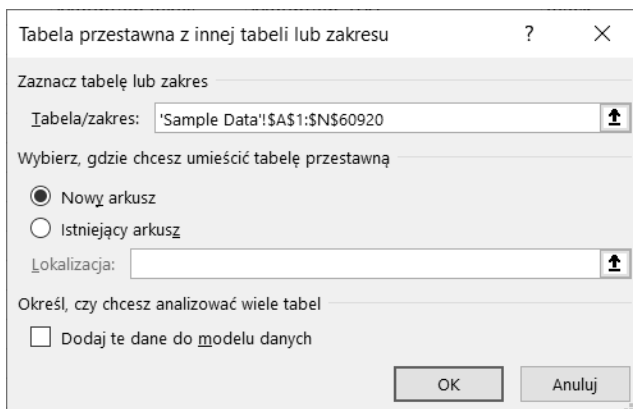 Tabela przestawna z innej tabeli lub zakresu ? ×
Zaznacz tabelę lub zakres
Tabela/zakres: 'Sample Data'!$A$1:$N$60920
Wybierz, gdzie chcesz umieścić tabelę przestawną
Nowy arkusz
Istniejący arkusz
Lokalizacja:
Określ, czy chcesz analizować wiele tabel
Dodaj te dane do modelu danych
OK Anuluj